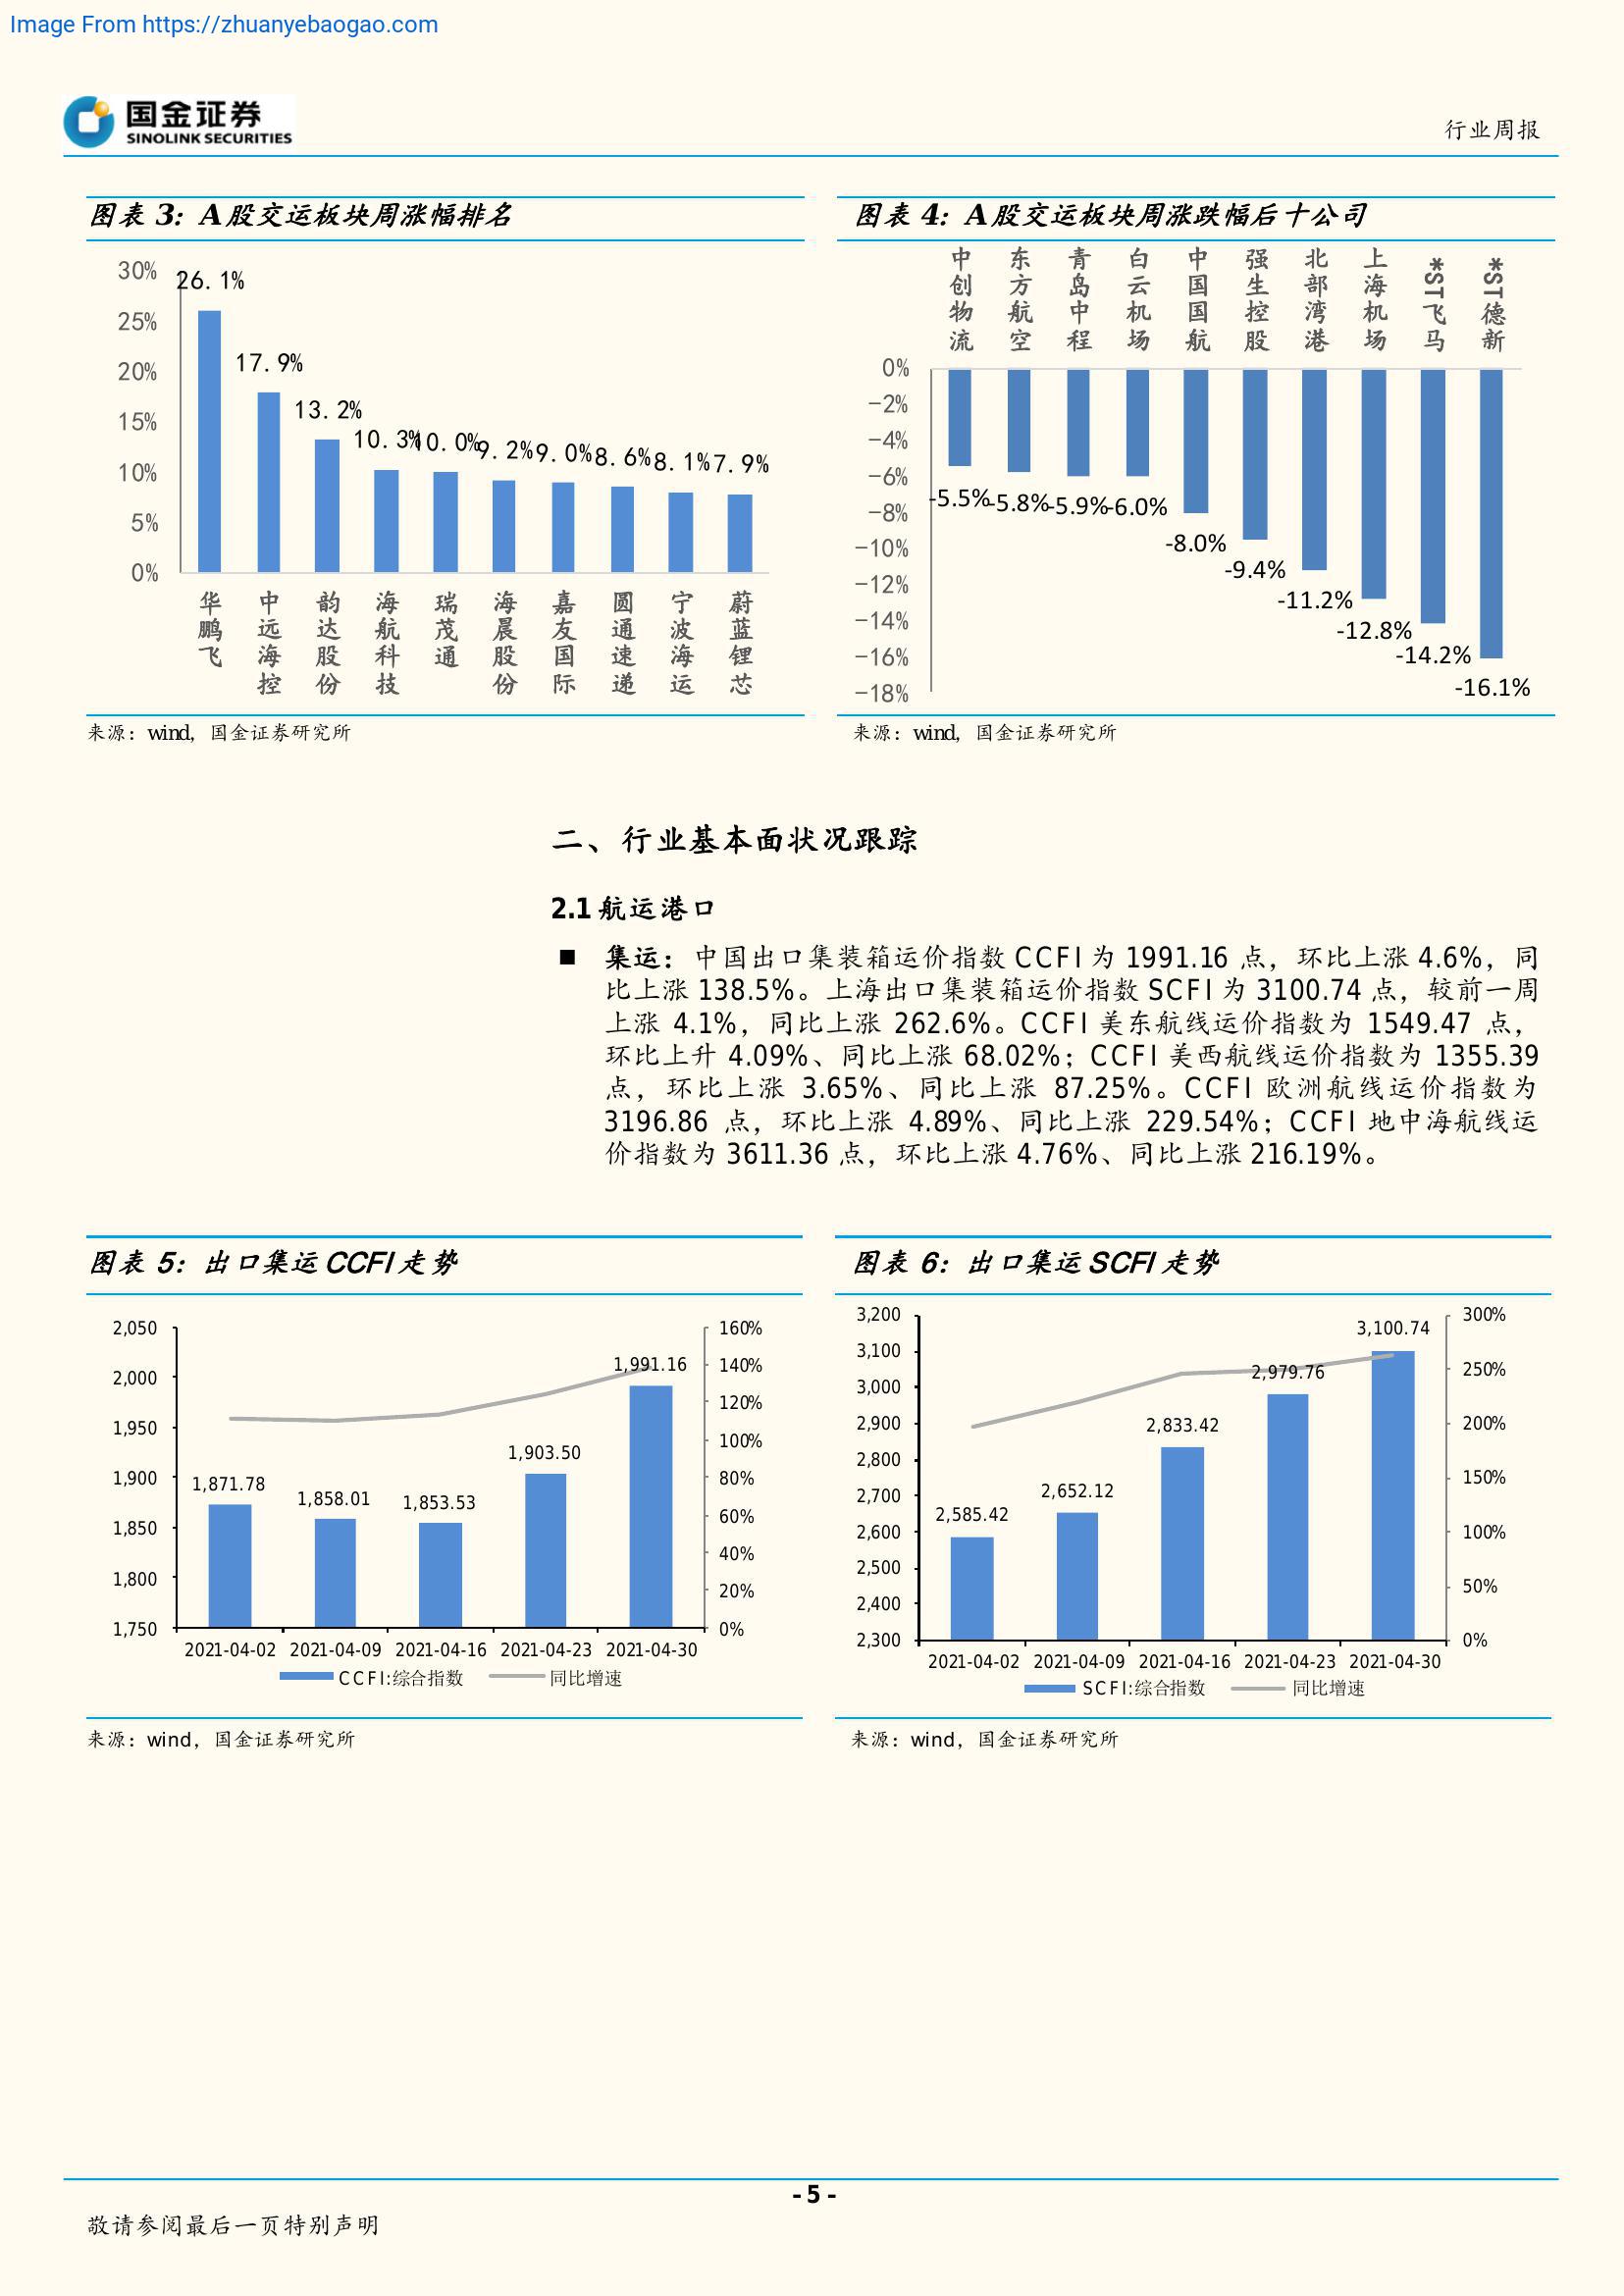 Image From https://zhuanyebaogao.com
国金证券
SINOLINK SECURITIES
行业周报
图表 3：A 股交运板块周涨幅排名
30%
25%
20%
15%
10%
5%
0%
26.1%
17.9%
13.2%
10.3%
10.0%
9.2%
9.0%
8.6%
8.1%
7.9%
华鹏飞
中远海控
韵达股份
海航科技
瑞茂通
海晨股份
嘉友国际
圆通速递
宁波海运
蔚蓝锂芯
来源：wind，国金证券研究所
图表 4：A 股交运板块周涨跌幅后十公司
中创物流
东方航空
青岛中程
白云机场
中国国航
强生控股
北部湾港
上海机场
*ST飞马
*ST德新
0%
-2%
-4%
-6%
-8%
-10%
-12%
-14%
-16%
-18%
-5.5%
-5.8%
-5.9%
-6.0%
-8.0%
-9.4%
-11.2%
-12.8%
-14.2%
-16.1%
来源：wind，国金证券研究所
二、行业基本面状况跟踪
2.1 航运港口
■ 集运：中国出口集装箱运价指数 CCFI 为 1991.16 点，环比上涨 4.6%，同
比上涨 138.5%。上海出口集装箱运价指数 SCFI 为 3100.74 点，较前一周
上涨 4.1%，同比上涨 262.6%。CCFI 美东航线运价指数为 1549.47 点，
环比上升 4.09%、同比上涨 68.02%；CCFI 美西航线运价指数为 1355.39
点，环比上涨 3.65%、同比上涨 87.25%。CCFI 欧洲航线运价指数为
3196.86 点，环比上涨 4.89%、同比上涨 229.54%；CCFI 地中海航线运
价指数为 3611.36 点，环比上涨 4.76%、同比上涨 216.19%。
图表 5：出口集运 CCFI 走势
2,050
2,000
1,950
1,900
1,850
1,800
1,750
1,871.78
1,858.01
1,853.53
1,903.50
1,991.16
160%
140%
120%
100%
80%
60%
40%
20%
0%
2021-04-02 2021-04-09 2021-04-16 2021-04-23 2021-04-30
CCFI:综合指数 同比增速
来源：wind，国金证券研究所
图表 6：出口集运 SCFI 走势
3,200
3,100
3,000
2,900
2,800
2,700
2,600
2,500
2,400
2,300
2,585.42
2,652.12
2,833.42
2,979.76
3,100.74
300%
250%
200%
150%
100%
50%
0%
2021-04-02 2021-04-09 2021-04-16 2021-04-23 2021-04-30
SCFI:综合指数 同比增速
来源：wind，国金证券研究所
- 5 -
敬请参阅最后一页特别声明